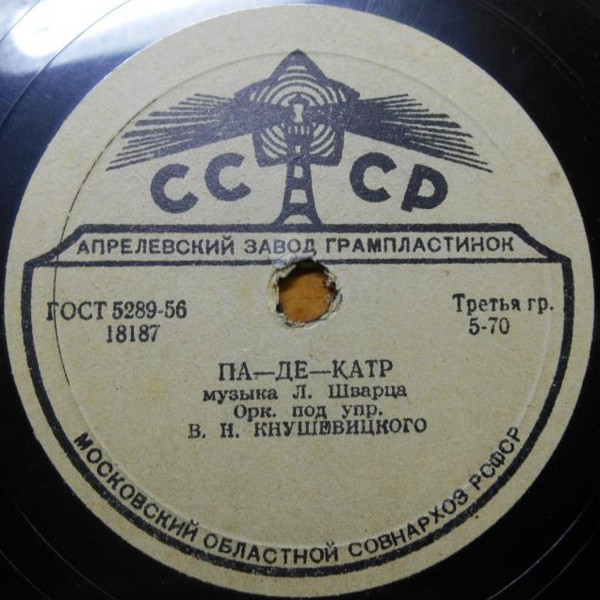 СССР
АПРЕЛЕВСКИЙ ЗАВОД ГРАМПЛАСТИНОК
ГОСТ 5289-56
18187
Третья гр.
5-70
ПА—ДЕ—КАТР
музыка Л. Шварца
Орк. под упр.
В. Н. КНУШЕВИЦКОГО
МОСКОВСКИЙ ОБЛАСТНОЙ СОВНАРХОЗ РСФСР